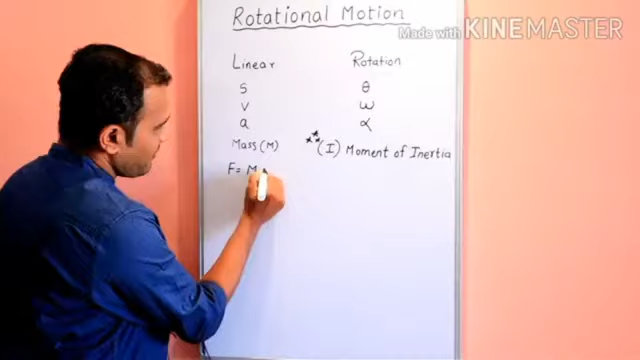 Rotational Motion
Made with KINEMASTER
Linear Rotation
S θ
V ω
a α
Mass (M) (I) Moment of Inertia
F = M